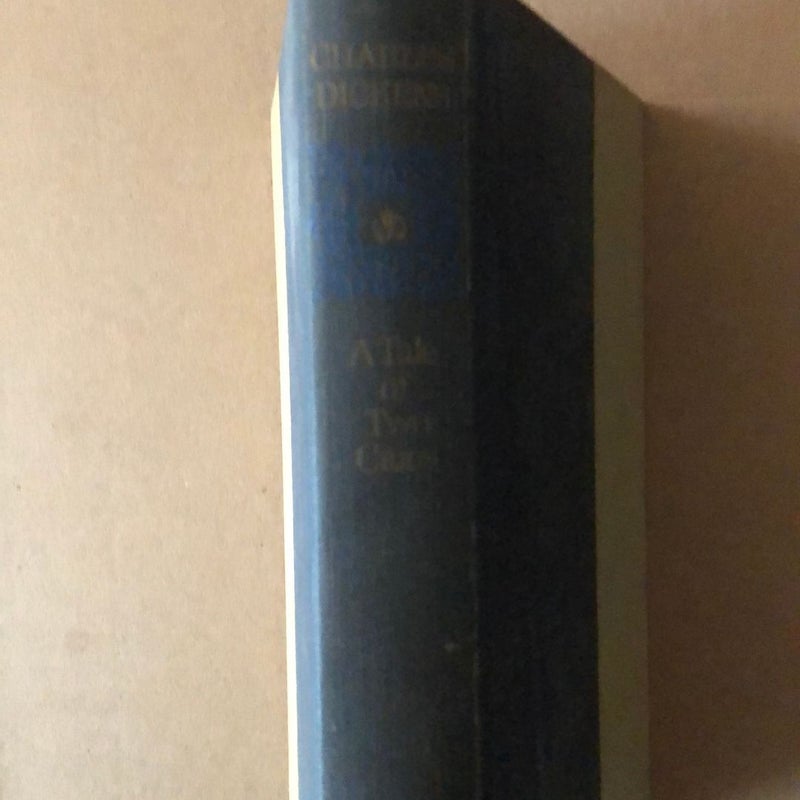 CHARLES
DICKENS
A Tale
of
Two
Cities